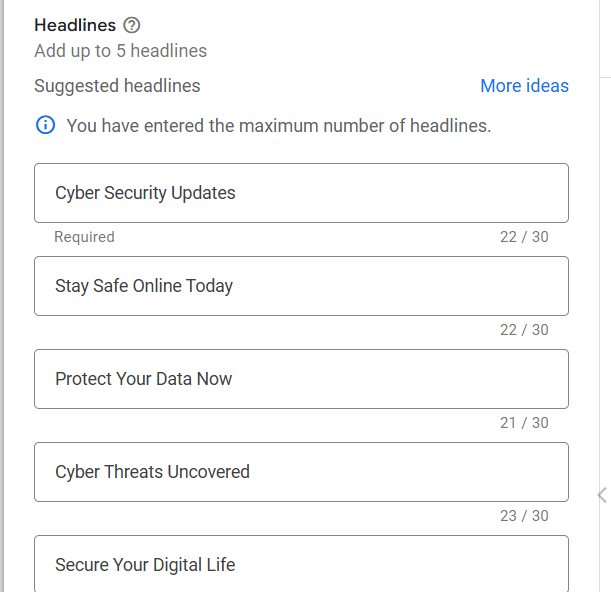 Headlines
Add up to 5 headlines
Suggested headlines More ideas
You have entered the maximum number of headlines.
Cyber Security Updates
Required 22 / 30
Stay Safe Online Today
22 / 30
Protect Your Data Now
21 / 30
Cyber Threats Uncovered
23 / 30
Secure Your Digital Life